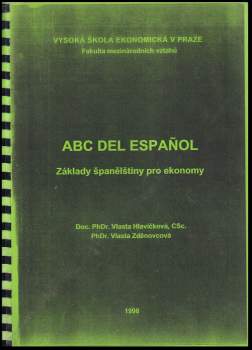 VYSOKÁ ŠKOLA EKONOMICKÁ V PRAZE
Fakulta mezinárodních vztahů
ABC DEL ESPAÑOL
Základy španělštiny pro ekonomy
Doc. PhDr. Vlasta Hlavičková, CSc.
PhDr. Vlasta Zděnovcová
1998